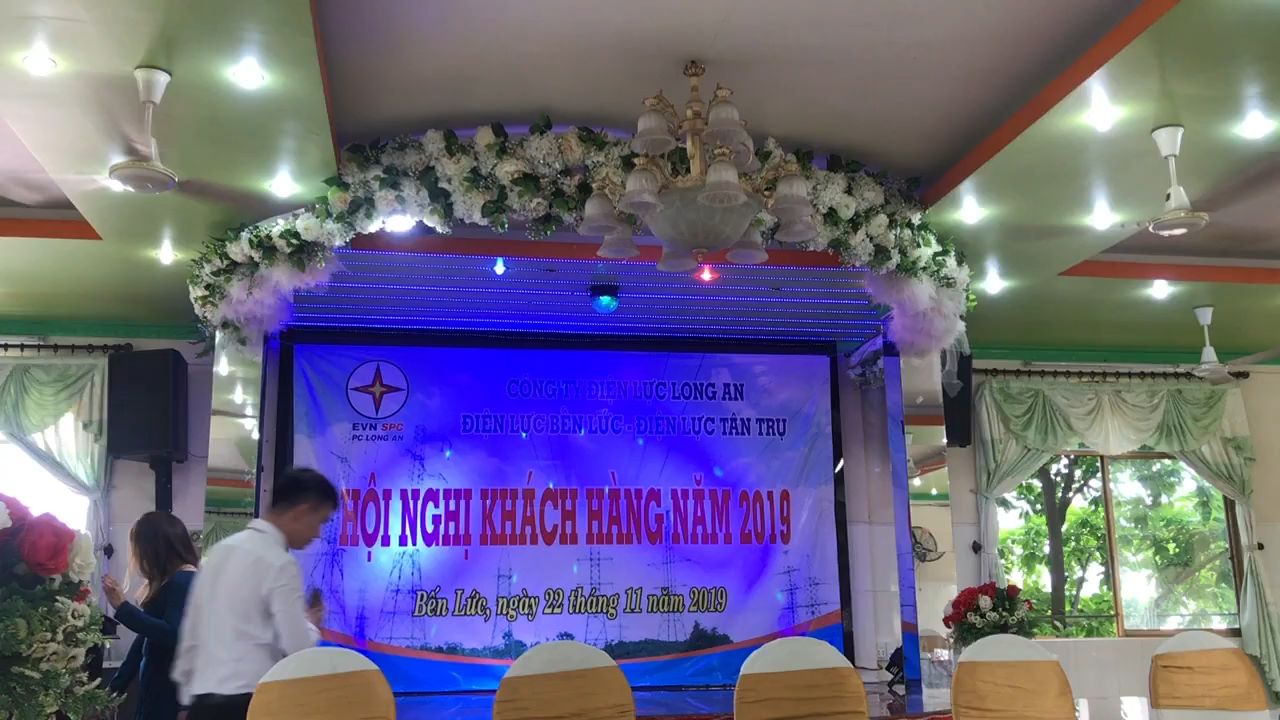 EVN SPC
PC LONG AN
CÔNG TY ĐIỆN LỰC LONG AN
ĐIỆN LỰC BẾN LỨC - ĐIỆN LỰC TÂN TRỤ
HỘI NGHỊ KHÁCH HÀNG NĂM 2019
Bến Lức, ngày 22 tháng 11 năm 2019